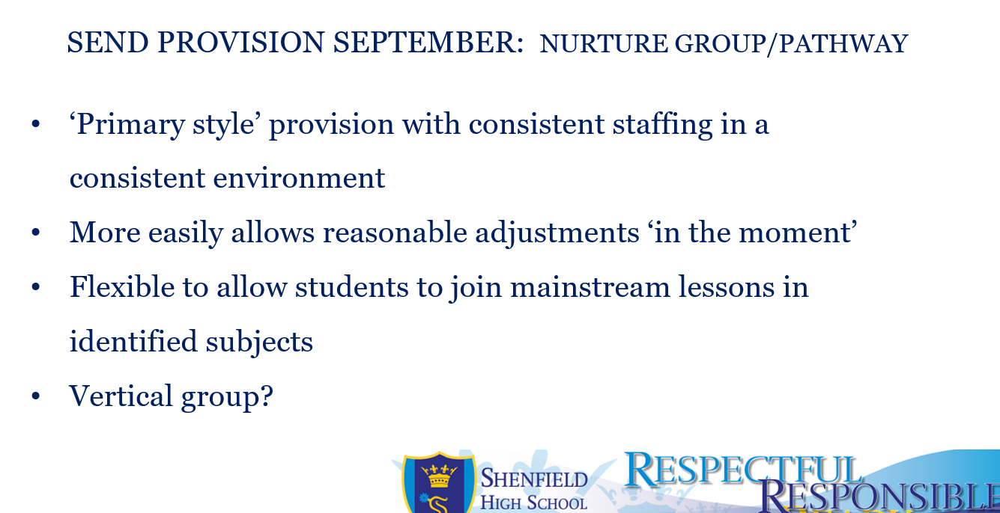 SEND PROVISION SEPTEMBER: NURTURE GROUP/PATHWAY
• ‘Primary style’ provision with consistent staffing in a
consistent environment
• More easily allows reasonable adjustments ‘in the moment’
• Flexible to allow students to join mainstream lessons in
identified subjects
• Vertical group?
SHENFIELD
HIGH SCHOOL
RESPECTFUL
RESPONSIBLE